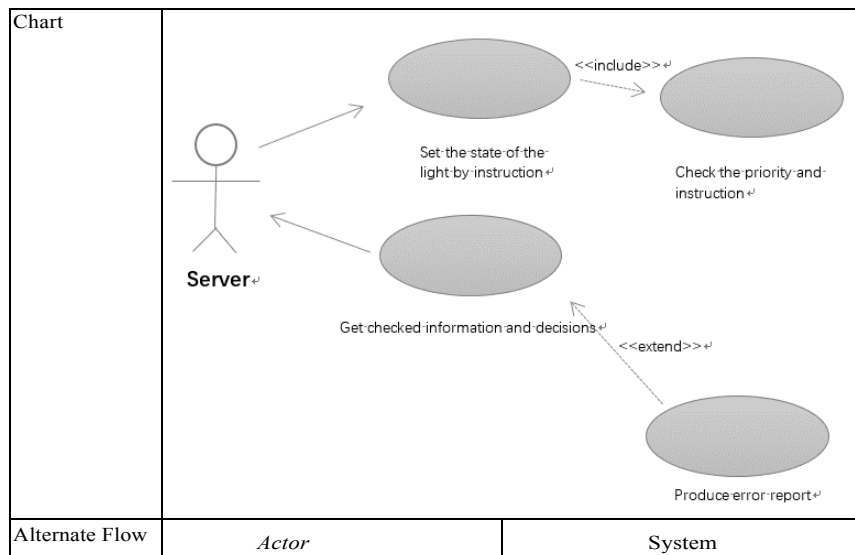 Chart
<<include>>
Set the state of the
light by instruction
Check the priority and
instruction
Server
Get checked information and decisions
<<extend>>
Produce error report
Alternate Flow
Actor
System